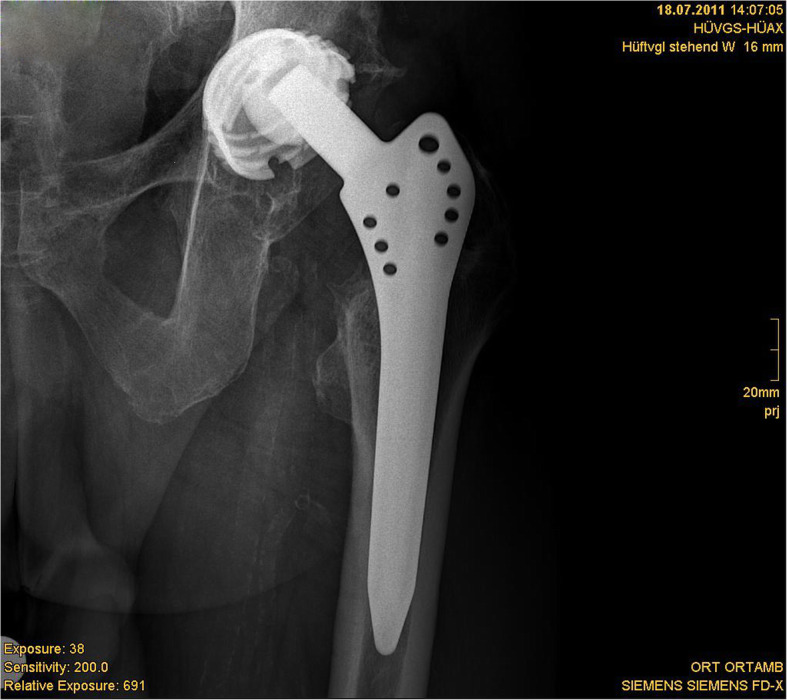 18.07.2011 14:07:05
HÜVGS-HÜAX
Hüftvgl stehend W 16 mm
20mm
prj
Exposure: 38
Sensitivity: 200.0
Relative Exposure: 691
ORT ORTAMB
SIEMENS SIEMENS FD-X